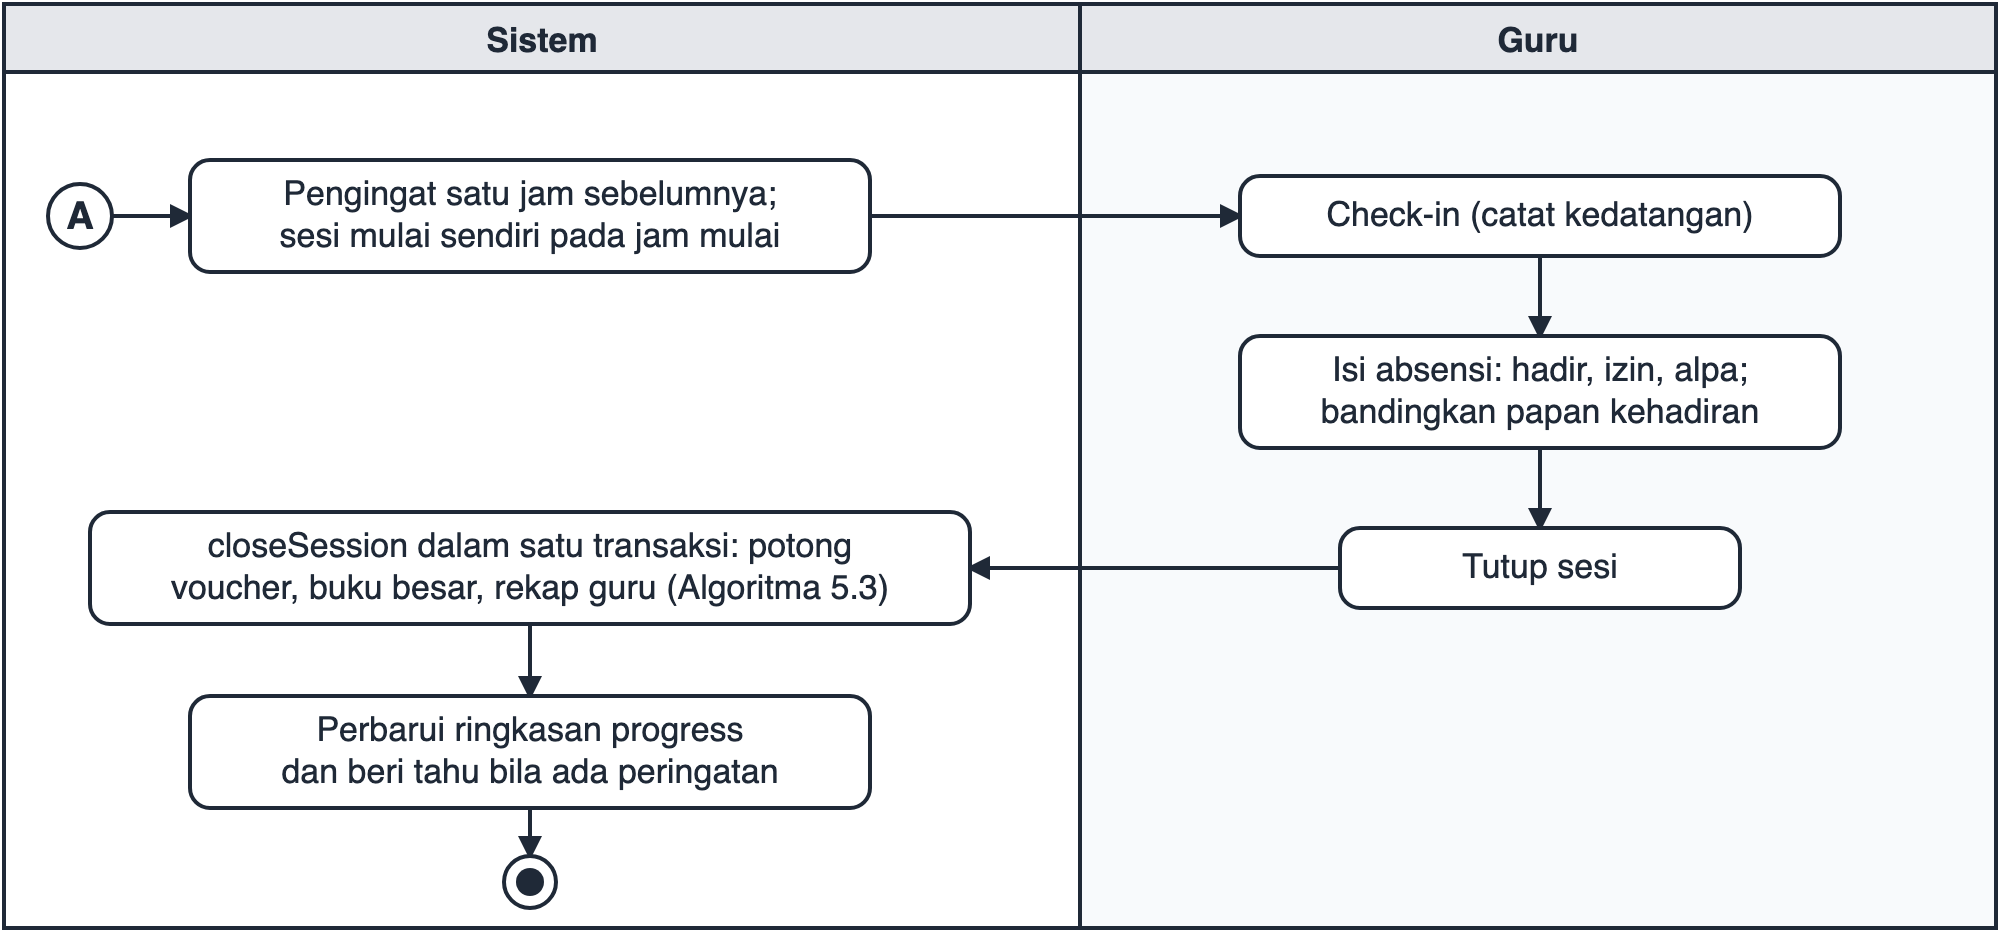 Sistem
Guru
A
Pengingat satu jam sebelumnya;
sesi mulai sendiri pada jam mulai
Check-in (catat kedatangan)
Isi absensi: hadir, izin, alpa;
bandingkan papan kehadiran
Tutup sesi
closeSession dalam satu transaksi: potong
voucher, buku besar, rekap guru (Algoritma 5.3)
Perbarui ringkasan progress
dan beri tahu bila ada peringatan